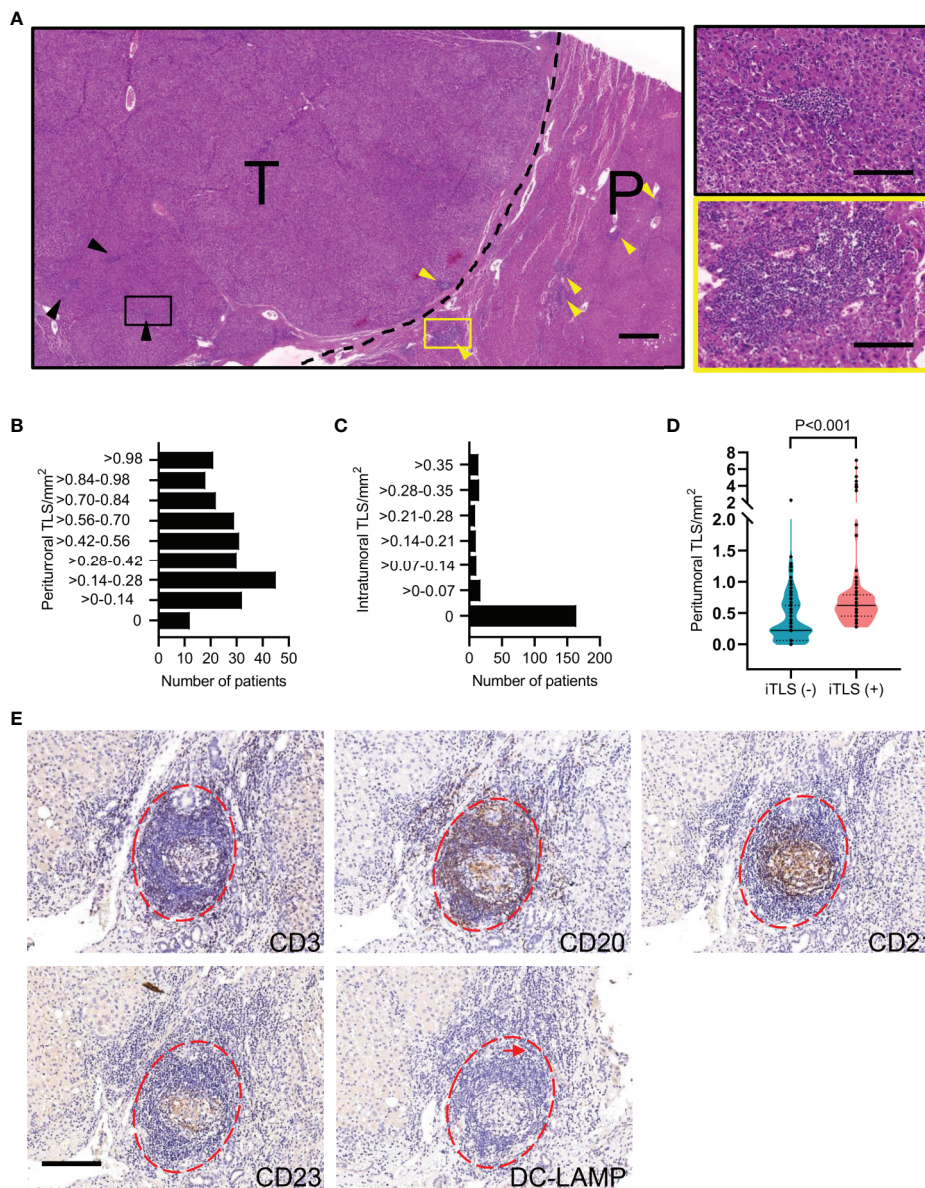 A
T
P
B
Peritumoral TLS/mm²
>0.98
>0.84-0.98
>0.70-0.84
>0.56-0.70
>0.42-0.56
>0.28-0.42
>0.14-0.28
>0-0.14
0
0 10 20 30 40 50
Number of patients
C
Intratumoral TLS/mm²
>0.35
>0.28-0.35
>0.21-0.28
>0.14-0.21
>0.07-0.14
>0-0.07
0
0 50 100 150 200
Number of patients
D
P<0.001
Peritumoral TLS/mm²
8
6
4
2
2.0
1.5
1.0
0.5
0.0
iTLS (-) iTLS (+)
E
CD3
CD20
CD2
CD23
DC-LAMP